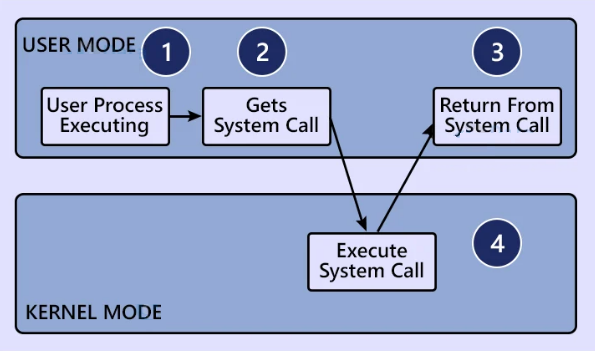 USER MODE
1
2
3
User Process
Executing
Gets
System Call
Return From
System Call
Execute
System Call
4
KERNEL MODE